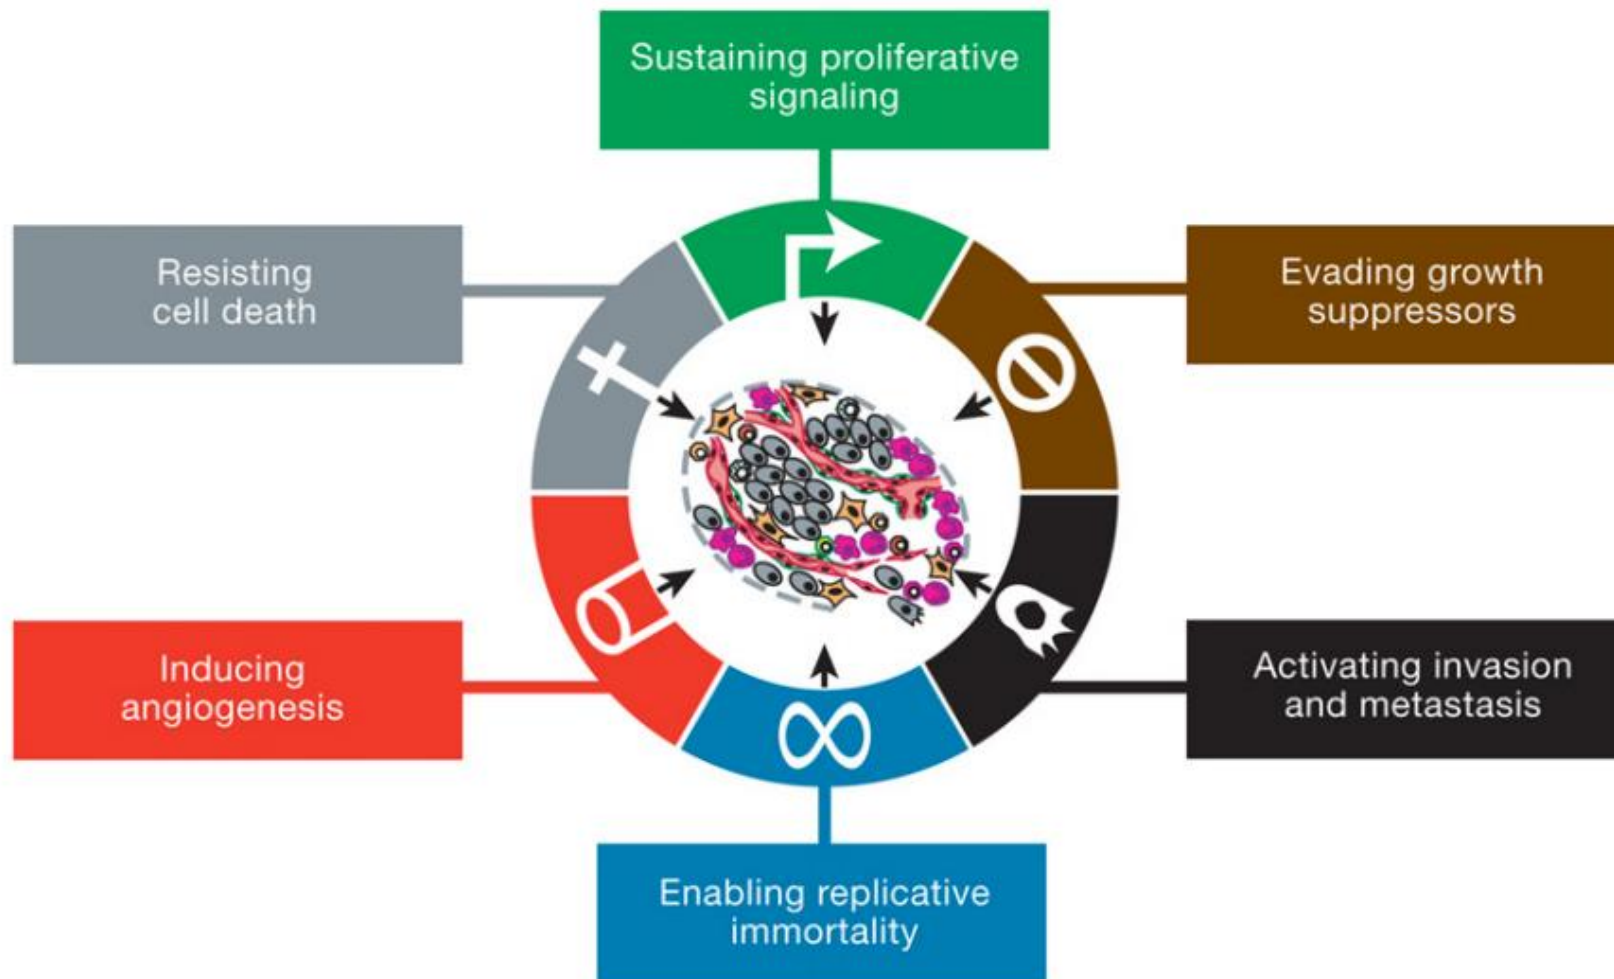 Sustaining proliferative
signaling
Resisting
cell death
Evading growth
suppressors
Inducing
angiogenesis
Activating invasion
and metastasis
Enabling replicative
immortality